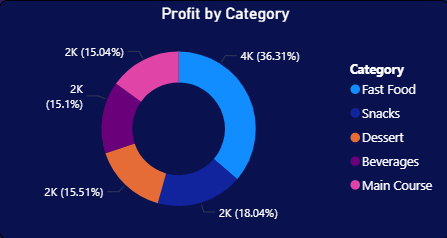 Profit by Category
2K (15.04%)
4K (36.31%)
2K
(15.1%)
2K (15.51%)
2K (18.04%)
Category
Fast Food
Snacks
Dessert
Beverages
Main Course